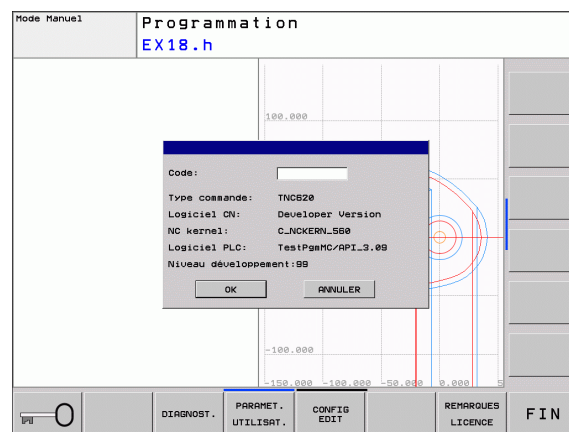 Mode Manuel
Programmation
EX18.h
100.000
Code:
Type commande: TNC620
Logiciel CN: Developer Version
NC kernel: C_NCKERN_560
Logiciel PLC: TestPgmMC/API_3.09
Niveau développement:99
OK ANNULER
-100.000
-150.000 -100.000 -50.000 0.000 5
DIAGNOST. PARAMET. UTILISAT. CONFIG EDIT REMARQUES LICENCE FIN